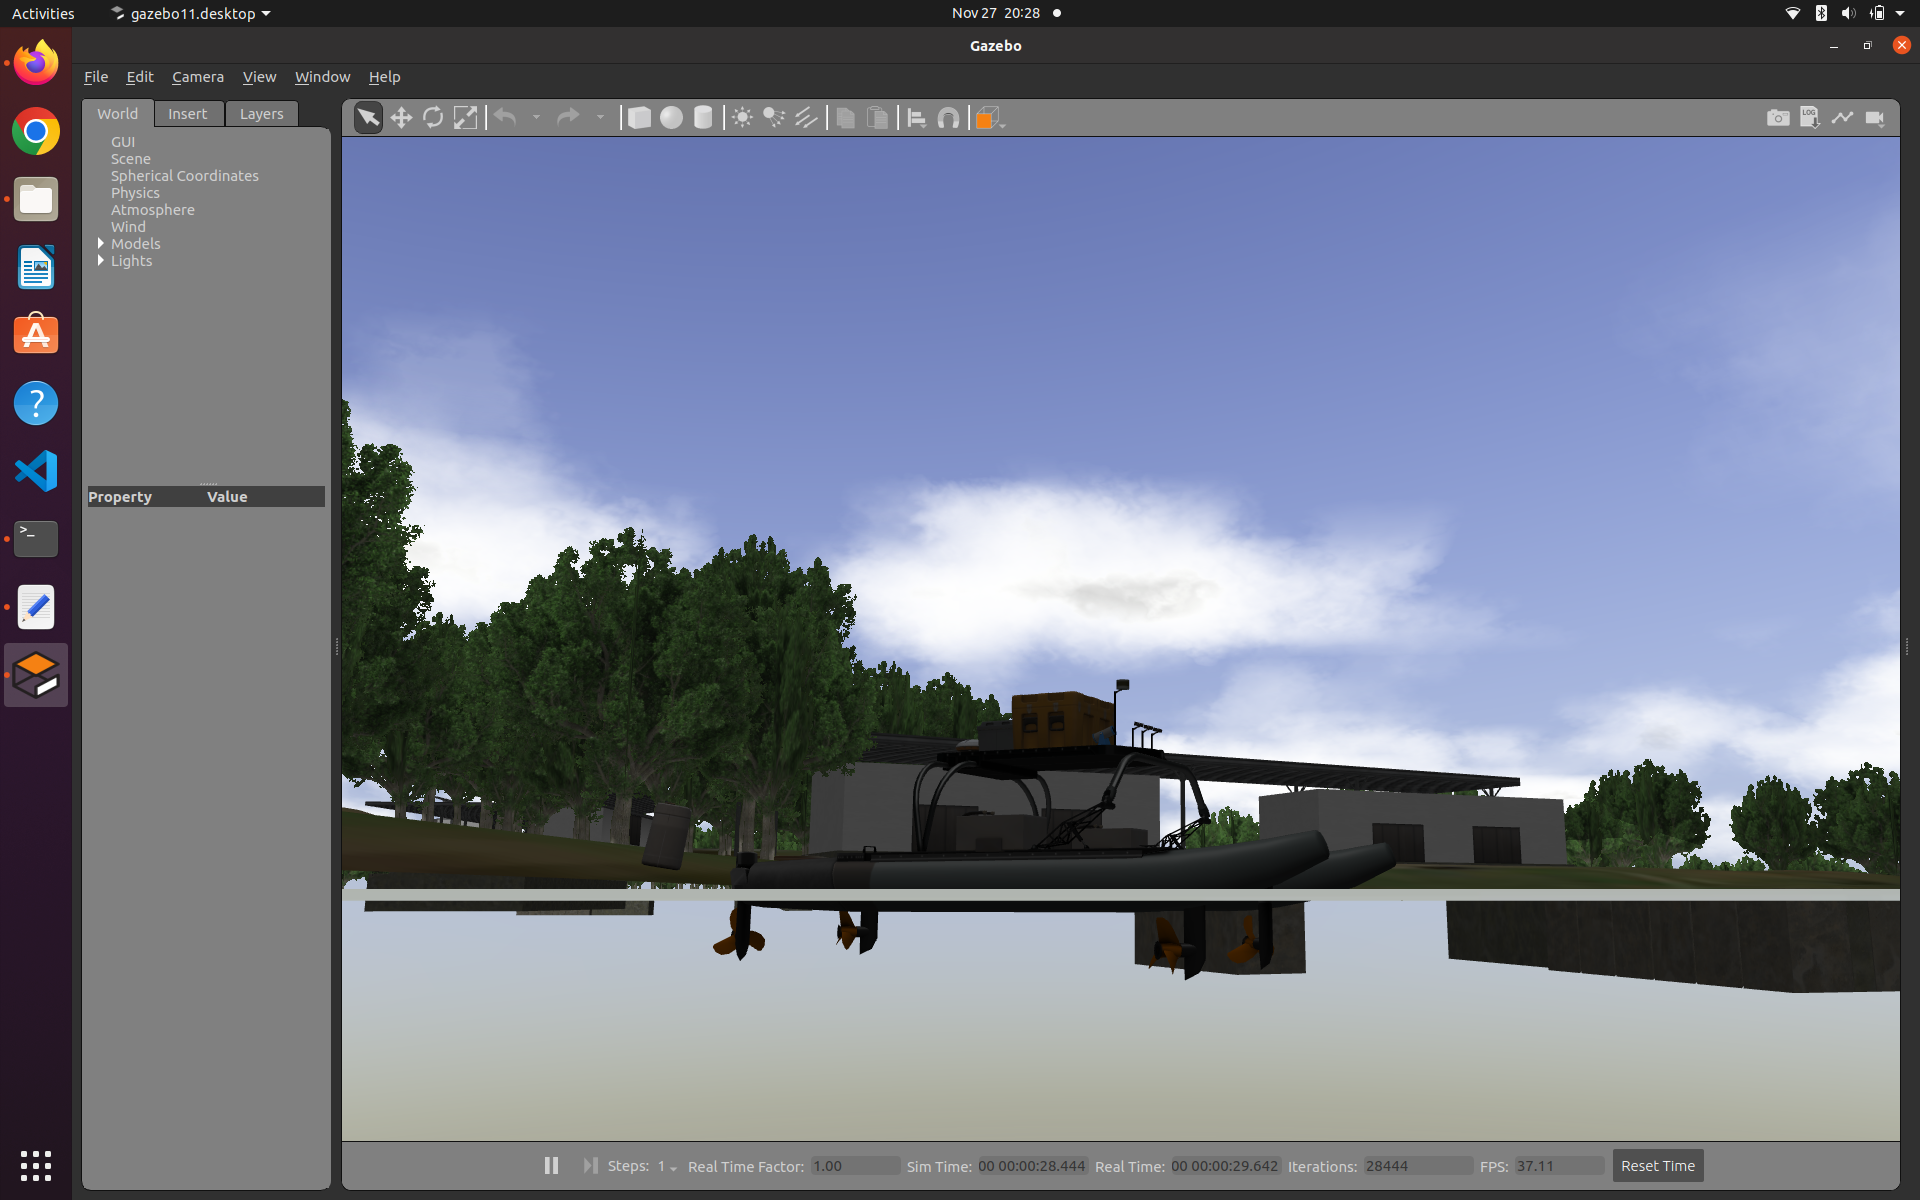 Activities
gazebo11.desktop
Nov 27 20:28
Gazebo
File Edit Camera View Window Help
World Insert Layers
LOG
GUI
Scene
Spherical Coordinates
Physics
Atmosphere
Wind
Models
Lights
Property Value
>_
?
Steps: 1 Real Time Factor: 1.00 Sim Time: 00 00:00:28.444 Real Time: 00 00:00:29.642 Iterations: 28444 FPS: 37.11 Reset Time